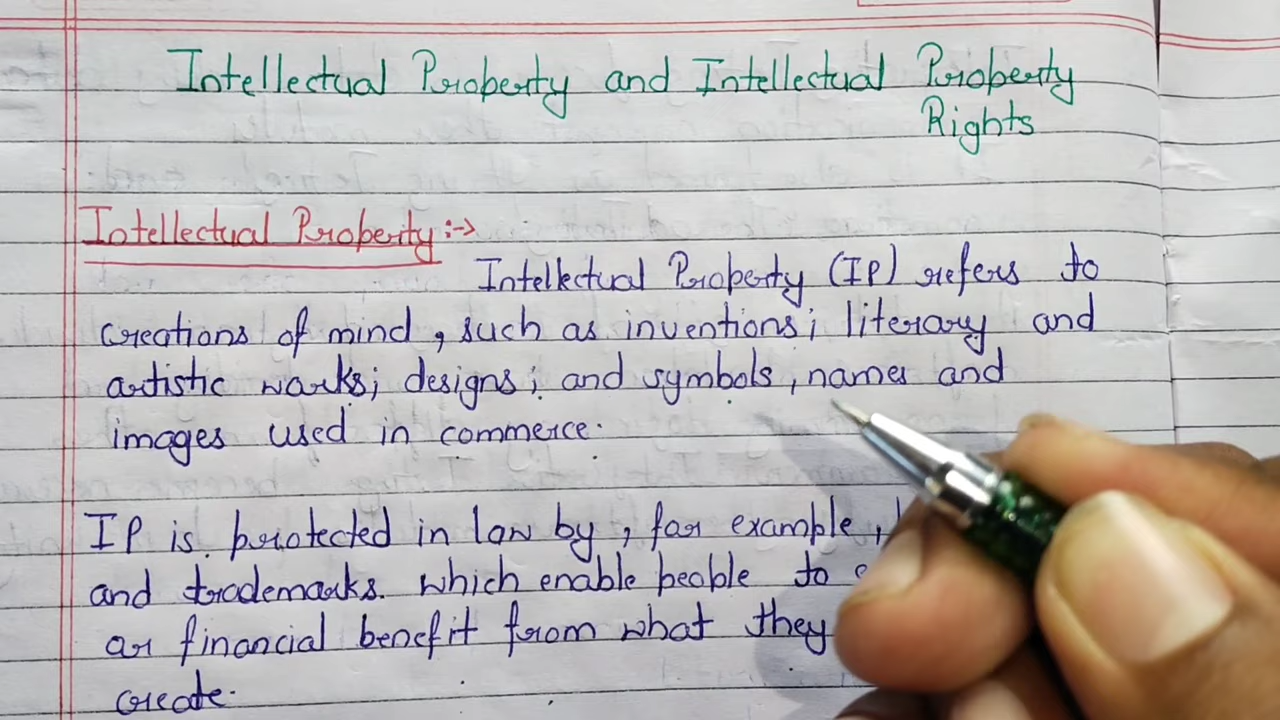 Intellectual Property and Intellectual Property
Rights
Intellectual Property :->
Intellectual Property (IP) refers to
creations of mind, such as inventions; literary and
artistic works; designs; and symbols, names and
images used in commerce.
IP is protected in law by, for example,
and trademarks. which enable people to
or financial benefit from what they
create.